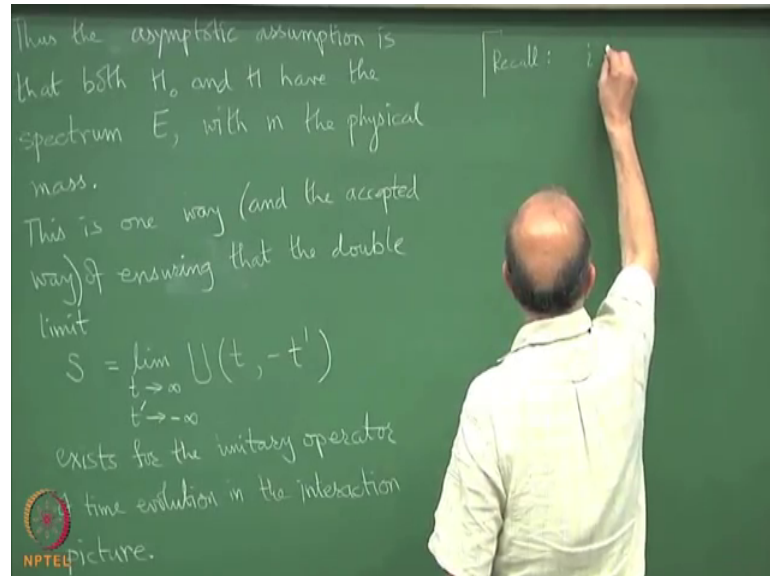 Thus the asymptotic assumption is
that both H₀ and H have the
spectrum E, with m the physical
mass.
This is one way (and the accepted
way) of ensuring that the double
limit
S = lim U(t, -t')
t → ∞
t' → -∞
exists for the unitary operator
of time evolution in the interaction
picture.
Recall: i
NPTEL